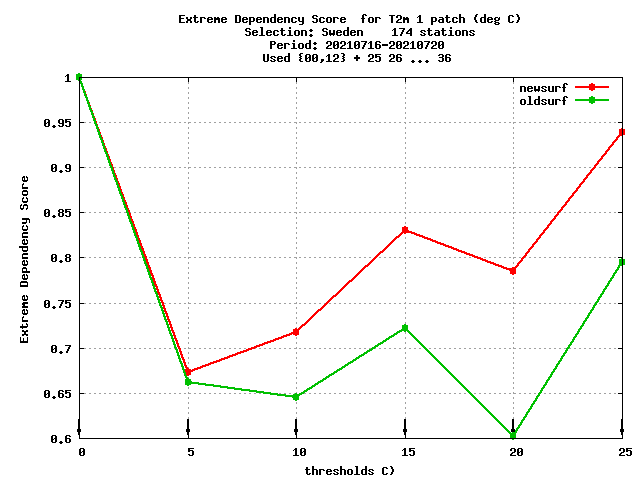 Extreme Dependency Score  for T2m 1 patch (deg C)
Selection: Sweden    174 stations
Period: 20210716-20210720
Used {00,12} + 25 26 ... 36
newsurf
oldsurf
Extreme Dependency Score
1
0.95
0.9
0.85
0.8
0.75
0.7
0.65
0.6
0 5 10 15 20 25
thresholds C)